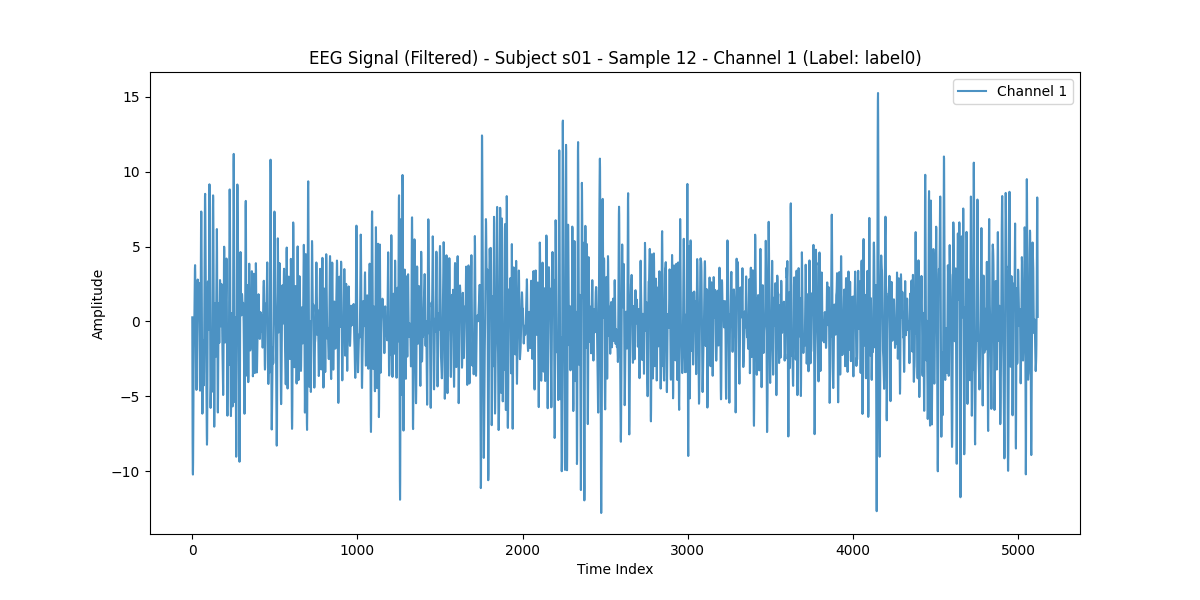 EEG Signal (Filtered) - Subject s01 - Sample 12 - Channel 1 (Label: label0)
Channel 1
15
10
5
0
−5
−10
Amplitude
0 1000 2000 3000 4000 5000
Time Index